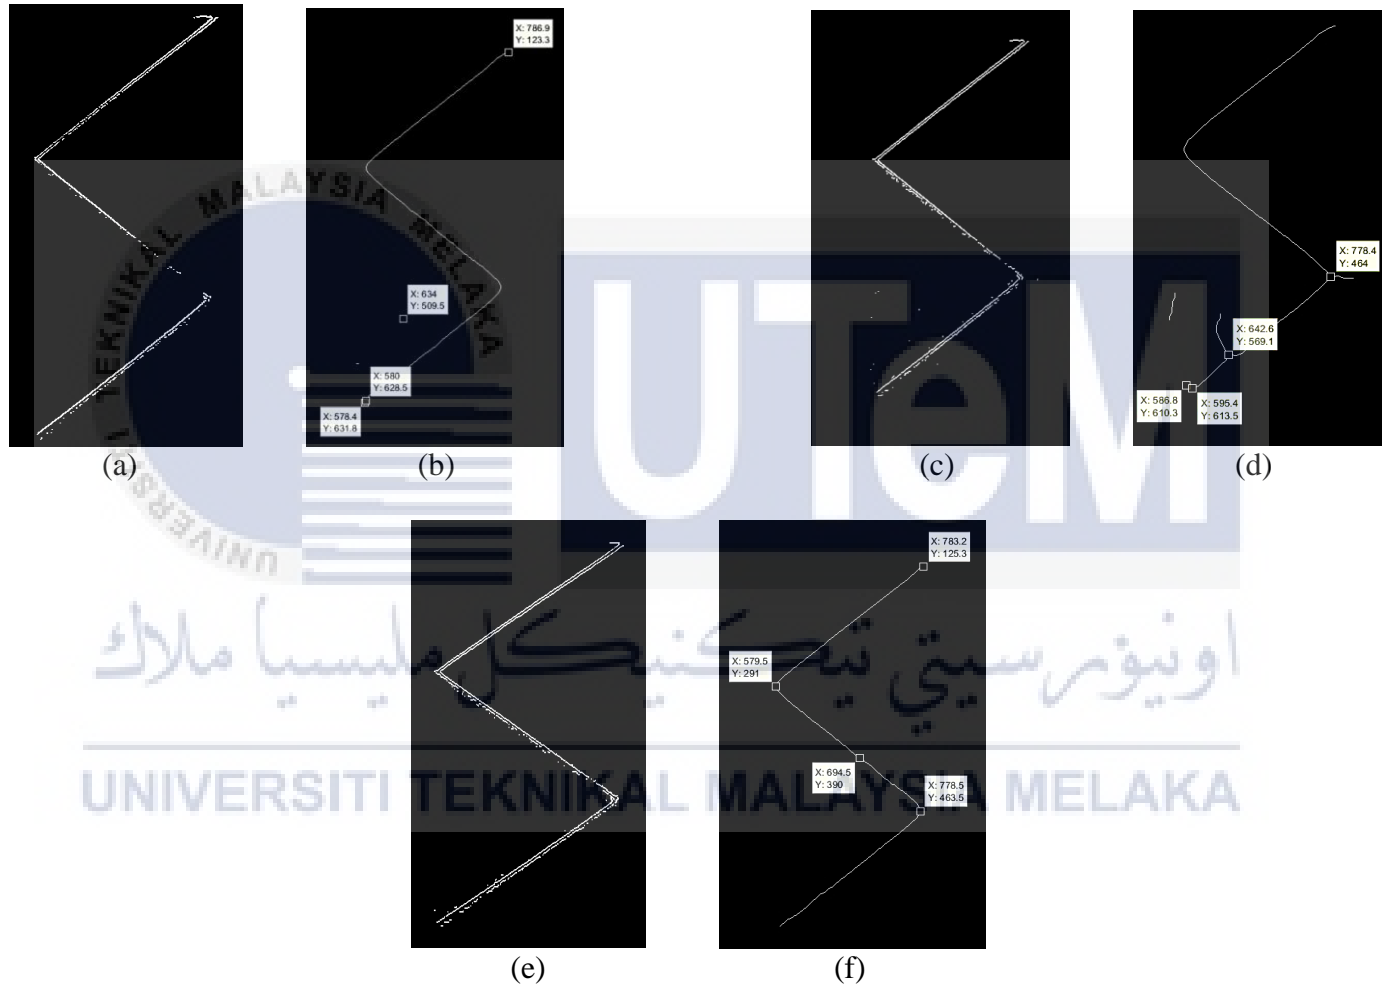 X: 786.9
Y: 123.3
X: 634
Y: 509.5
X: 580
Y: 628.5
X: 578.4
Y: 631.8
X: 778.4
Y: 464
X: 642.6
Y: 569.1
X: 586.8
Y: 610.3
X: 595.4
Y: 613.5
(a)
(b)
(c)
(d)
UNIVERSITI TEKNIKAL MALAYSIA MELAKA
UTeM
X: 783.2
Y: 125.3
X: 579.5
Y: 291
X: 694.5
Y: 390
X: 778.5
Y: 463.5
اونيۏرسيتي تيكنيكل مليسيا ملاك
UNIVERSITI TEKNIKAL MALAYSIA MELAKA
(e)
(f)